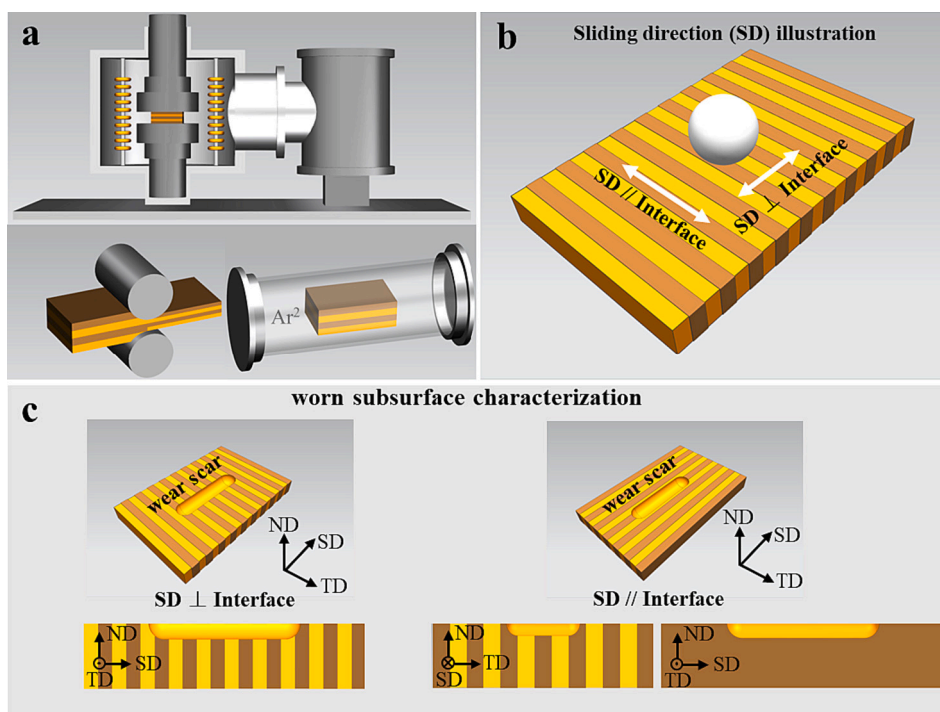 a
Ar²
b
Sliding direction (SD) illustration
SD // Interface
SD ⊥ Interface
c
worn subsurface characterization
wear scar
ND
SD
TD
SD ⊥ Interface
ND
SD
TD
wear scar
ND
SD
TD
SD // Interface
ND
TD
SD
ND
SD
TD